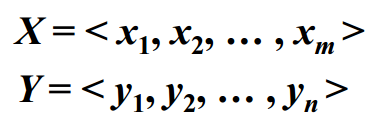 X = < x₁, x₂, … , xₘ >
Y = < y₁, y₂, … , yₙ >